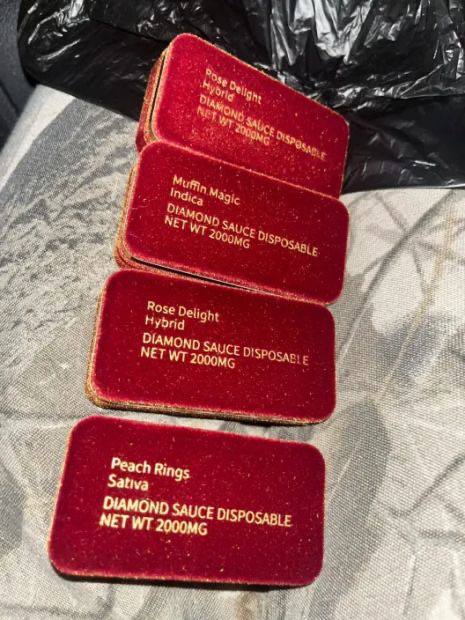 Rose Delight
Hybrid
DIAMOND SAUCE DISPOSABLE
NET WT 2000MG
Muffin Magic
Indica
DIAMOND SAUCE DISPOSABLE
NET WT 2000MG
Rose Delight
Hybrid
DIAMOND SAUCE DISPOSABLE
NET WT 2000MG
Peach Rings
Sativa
DIAMOND SAUCE DISPOSABLE
NET WT 2000MG